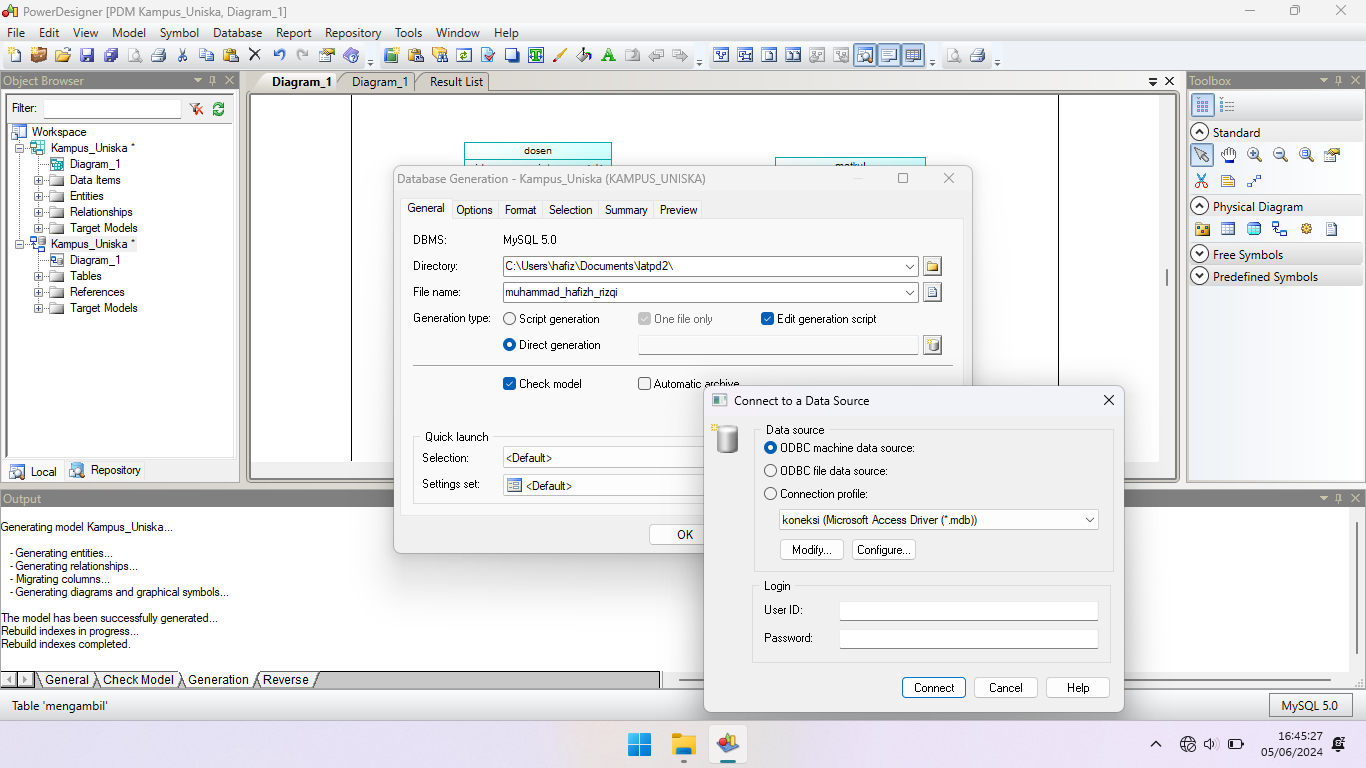 PowerDesigner [PDM Kampus_Uniska, Diagram_1]
File Edit View Model Symbol Database Report Repository Tools Window Help
Object Browser
Filter:
Workspace
Kampus_Uniska *
Diagram_1
Data Items
Entities
Relationships
Target Models
Kampus_Uniska *
Diagram_1
Tables
References
Target Models
Local Repository
Diagram_1 Diagram_1 Result List
dosen
Database Generation - Kampus_Uniska (KAMPUS_UNISKA)
General Options Format Selection Summary Preview
DBMS: MySQL 5.0
Directory: C:\Users\hafiz\Documents\latpd2\
File name: muhammad_hafizh_rizqi
Generation type: Script generation One file only Edit generation script
Direct generation
Check model Automatic archive
Quick launch
Selection: <Default>
Settings set: <Default>
OK
Connect to a Data Source
Data source
ODBC machine data source:
ODBC file data source:
Connection profile:
koneksi (Microsoft Access Driver (*.mdb))
Modify... Configure...
Login
User ID:
Password:
Connect Cancel Help
Toolbox
Standard
Physical Diagram
Free Symbols
Predefined Symbols
Output
Generating model Kampus_Uniska...
- Generating entities...
- Generating relationships...
- Migrating columns...
- Generating diagrams and graphical symbols...
The model has been successfully generated...
Rebuild indexes in progress...
Rebuild indexes completed.
General Check Model Generation Reverse
Table 'mengambil'
MySQL 5.0
16:45:27
05/06/2024